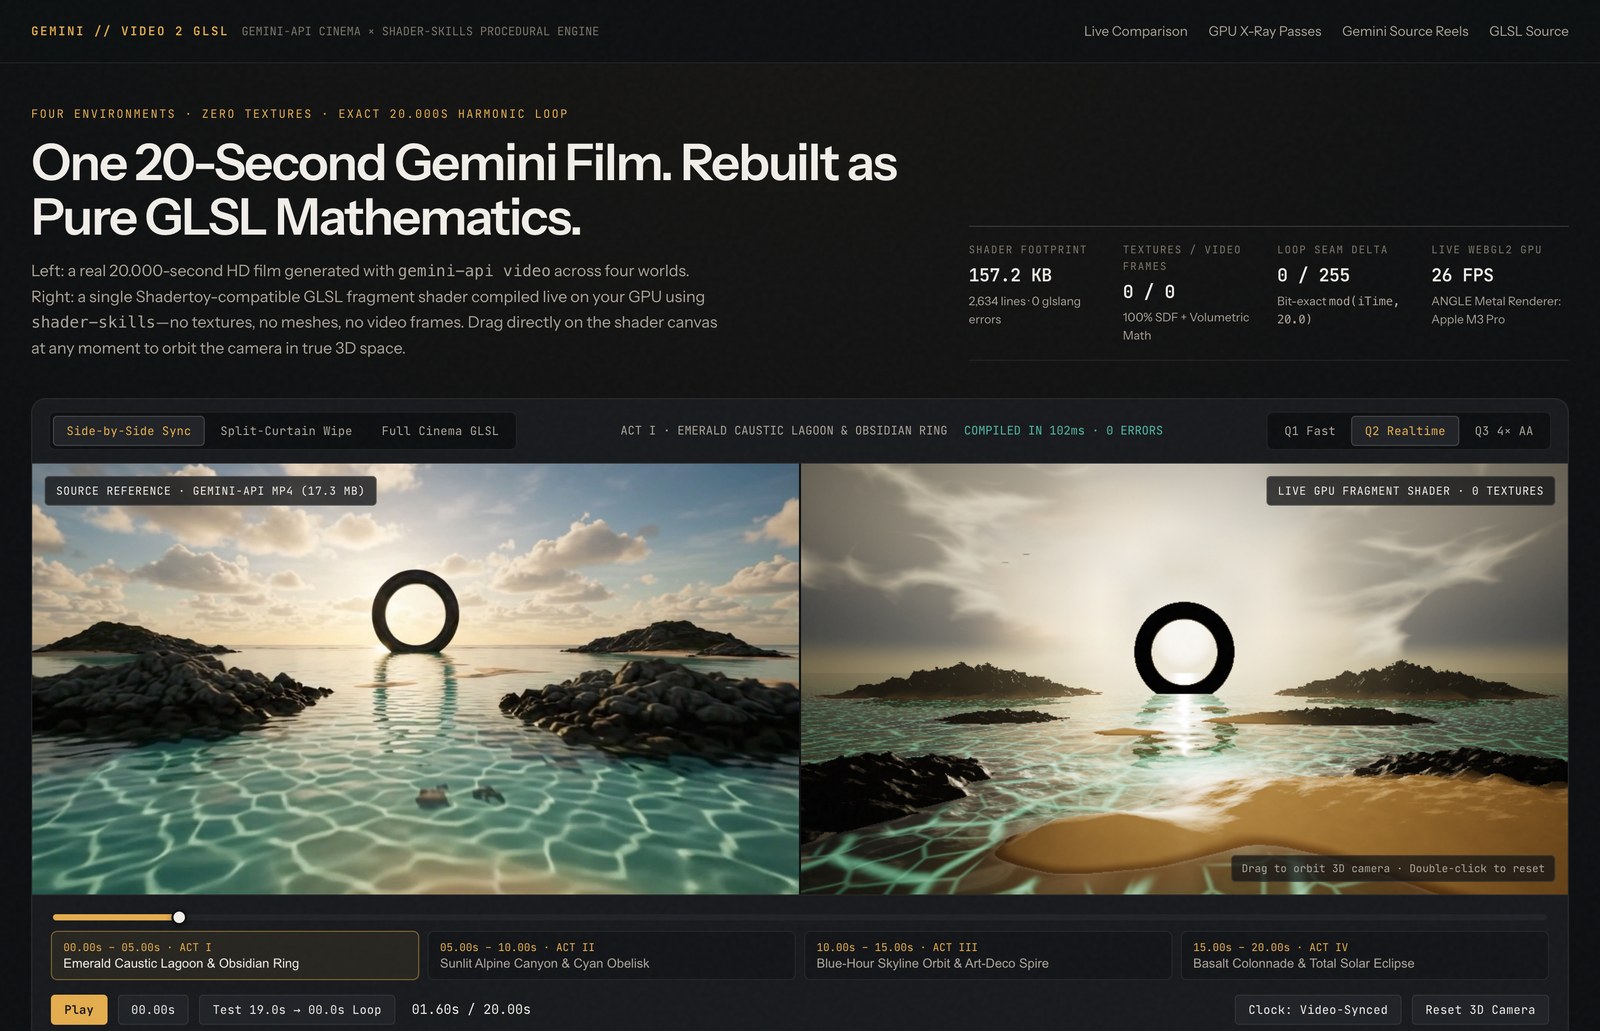 GEMINI // VIDEO 2 GLSL GEMINI-API CINEMA × SHADER-SKILLS PROCEDURAL ENGINE
Live Comparison GPU X-Ray Passes Gemini Source Reels GLSL Source
FOUR ENVIRONMENTS · ZERO TEXTURES · EXACT 20.000S HARMONIC LOOP
One 20-Second Gemini Film. Rebuilt as
Pure GLSL Mathematics.
Left: a real 20.000-second HD film generated with gemini-api video across four worlds.
Right: a single Shadertoy-compatible GLSL fragment shader compiled live on your GPU using
shader-skills—no textures, no meshes, no video frames. Drag directly on the shader canvas
at any moment to orbit the camera in true 3D space.
SHADER FOOTPRINT
157.2 KB
2,634 lines · 0 glslang
errors
TEXTURES / VIDEO
FRAMES
0 / 0
100% SDF + Volumetric
Math
LOOP SEAM DELTA
0 / 255
Bit-exact mod(iTime,
20.0)
LIVE WEBGL2 GPU
26 FPS
ANGLE Metal Renderer:
Apple M3 Pro
Side-by-Side Sync Split-Curtain Wipe Full Cinema GLSL
ACT I · EMERALD CAUSTIC LAGOON & OBSIDIAN RING COMPILED IN 102ms · 0 ERRORS
Q1 Fast Q2 Realtime Q3 4× AA
SOURCE REFERENCE · GEMINI-API MP4 (17.3 MB)
LIVE GPU FRAGMENT SHADER · 0 TEXTURES
Drag to orbit 3D camera · Double-click to reset
00.00s – 05.00s · ACT I
Emerald Caustic Lagoon & Obsidian Ring
05.00s – 10.00s · ACT II
Sunlit Alpine Canyon & Cyan Obelisk
10.00s – 15.00s · ACT III
Blue-Hour Skyline Orbit & Art-Deco Spire
15.00s – 20.00s · ACT IV
Basalt Colonnade & Total Solar Eclipse
Play 00.00s Test 19.0s → 00.0s Loop 01.60s / 20.00s
Clock: Video-Synced Reset 3D Camera